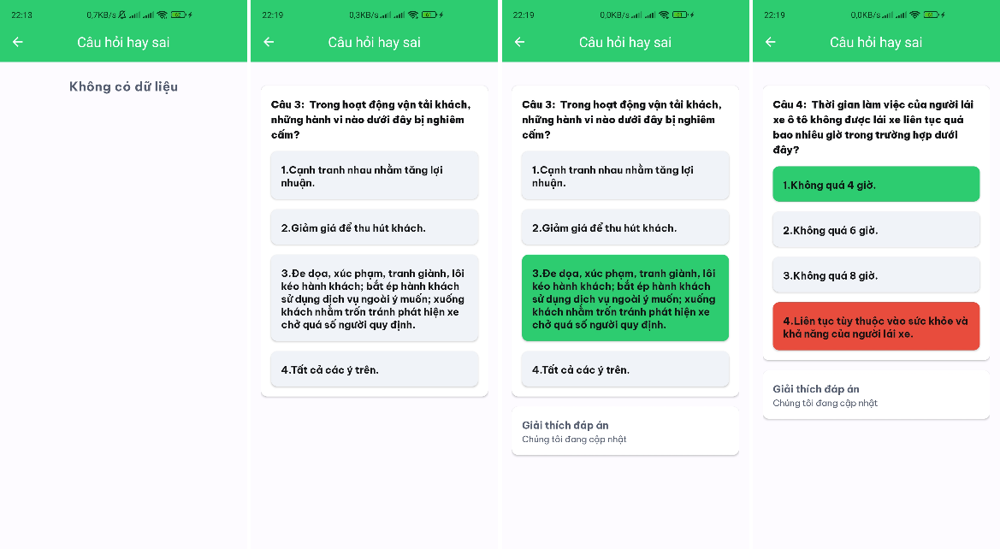 22:13
0,7KB/s
62
Câu hỏi hay sai
Không có dữ liệu
22:19
0,3KB/s
61
Câu hỏi hay sai
Câu 3: Trong hoạt động vận tải khách,
những hành vi nào dưới đây bị nghiêm
cấm?
1.Cạnh tranh nhau nhằm tăng lợi
nhuận.
2.Giảm giá để thu hút khách.
3.Đe dọa, xúc phạm, tranh giành, lôi
kéo hành khách; bắt ép hành khách
sử dụng dịch vụ ngoài ý muốn; xuống
khách nhằm trốn tránh phát hiện xe
chở quá số người quy định.
4.Tất cả các ý trên.
22:19
0,0KB/s
61
Câu hỏi hay sai
Câu 3: Trong hoạt động vận tải khách,
những hành vi nào dưới đây bị nghiêm
cấm?
1.Cạnh tranh nhau nhằm tăng lợi
nhuận.
2.Giảm giá để thu hút khách.
3.Đe dọa, xúc phạm, tranh giành, lôi
kéo hành khách; bắt ép hành khách
sử dụng dịch vụ ngoài ý muốn; xuống
khách nhằm trốn tránh phát hiện xe
chở quá số người quy định.
4.Tất cả các ý trên.
Giải thích đáp án
Chúng tôi đang cập nhật
22:19
0,0KB/s
61
Câu hỏi hay sai
Câu 4: Thời gian làm việc của người lái
xe ô tô không được lái xe liên tục quá
bao nhiêu giờ trong trường hợp dưới
đây?
1.Không quá 4 giờ.
2.Không quá 6 giờ.
3.Không quá 8 giờ.
4.Liên tục tùy thuộc vào sức khỏe và
khả năng của người lái xe.
Giải thích đáp án
Chúng tôi đang cập nhật